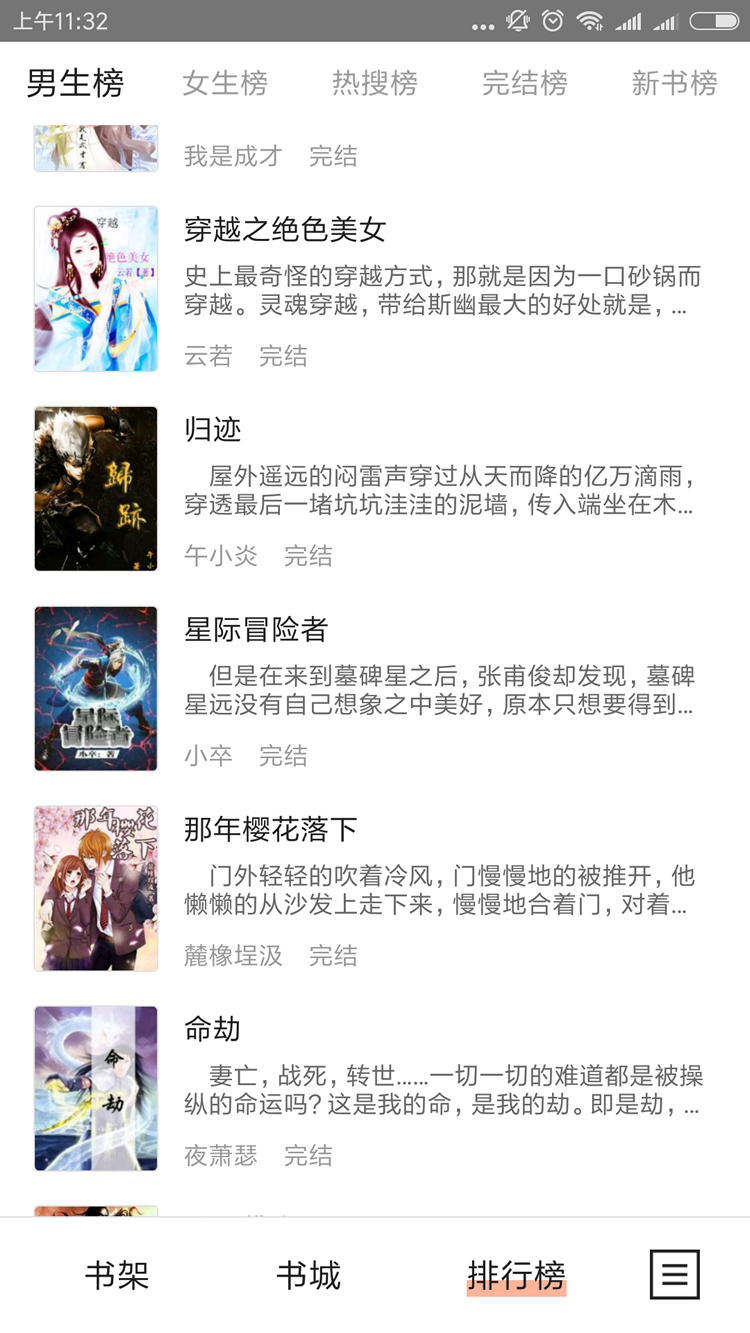 上午11:32
男生榜 女生榜 热搜榜 完结榜 新书榜
我是成才 完结
穿越
绝色美女
云若【著】
穿越之绝色美女
史上最奇怪的穿越方式，那就是因为一口砂锅而
穿越。灵魂穿越，带给斯幽最大的好处就是，...
云若 完结
歸
跡
归迹
屋外遥远的闷雷声穿过从天而降的亿万滴雨，
穿透最后一堵坑坑洼洼的泥墙，传入端坐在木...
午小炎 完结
星际
冒险者
小卒：著
星际冒险者
但是在来到墓碑星之后，张甫俊却发现，墓碑
星远没有自己想象之中美好，原本只想要得到...
小卒 完结
那年樱花
落下
那年樱花落下
门外轻轻的吹着冷风，门慢慢地的被推开，他
懒懒的从沙发上走下来，慢慢地合着门，对着...
麓橡埕汲 完结
命
劫
命劫
妻亡，战死，转世......一切一切的难道都是被操
纵的命运吗？这是我的命，是我的劫。即是劫，...
夜萧瑟 完结
书架 书城 排行榜